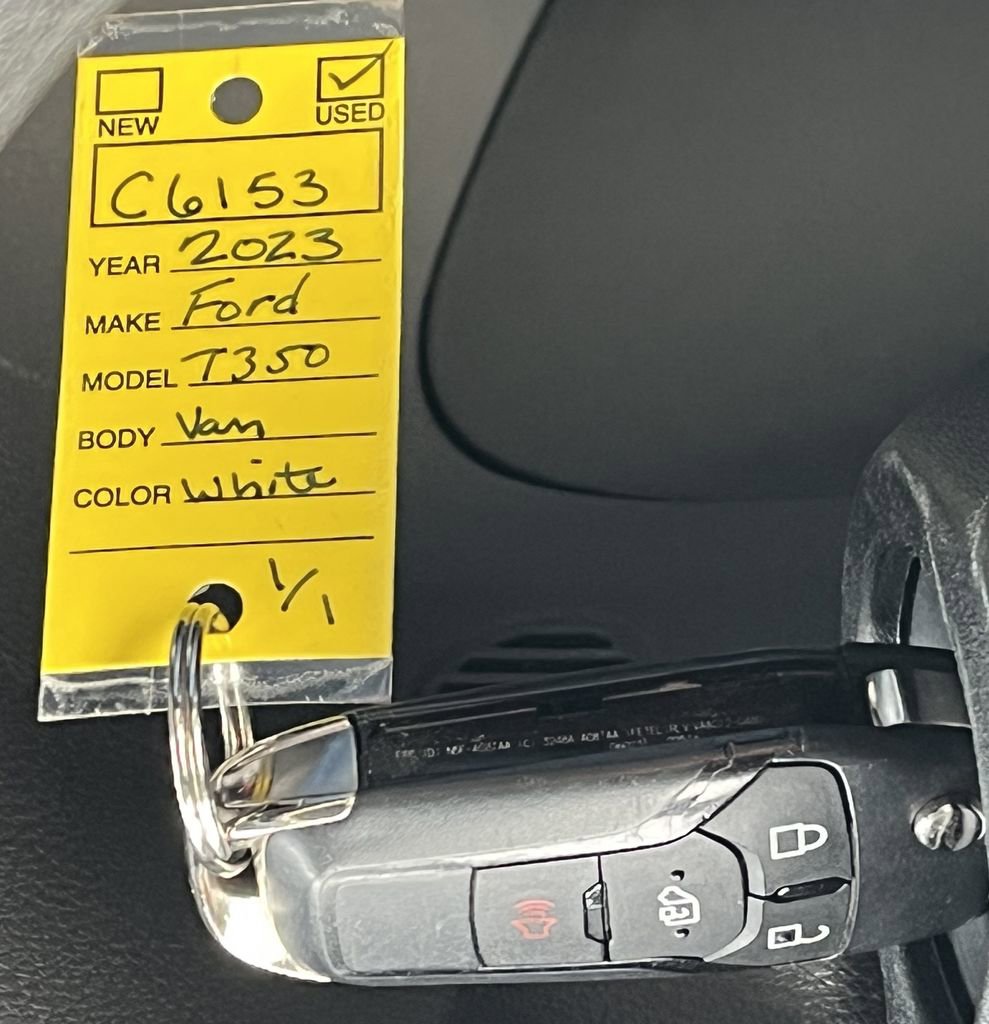 NEW USED
C6153
YEAR 2023
MAKE Ford
MODEL T350
BODY Van
COLOR White
1/1